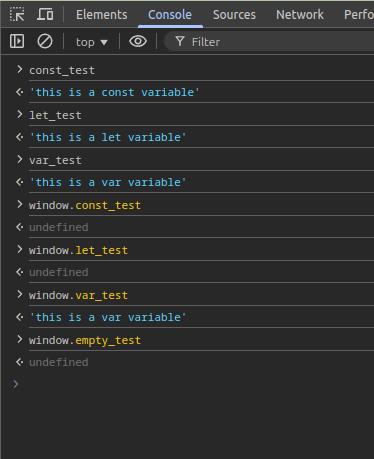 Elements Console Sources Network Perfo
top Filter
const_test
'this is a const variable'
let_test
'this is a let variable'
var_test
'this is a var variable'
window.const_test
undefined
window.let_test
undefined
window.var_test
'this is a var variable'
window.empty_test
undefined